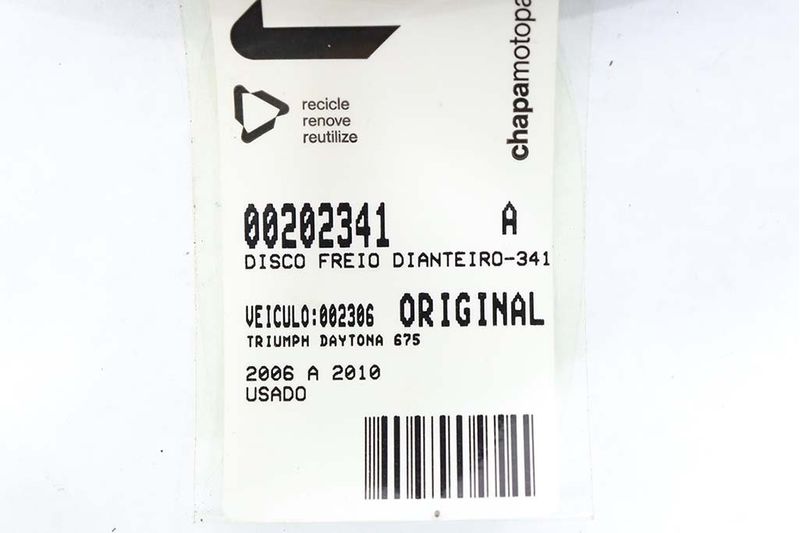 recicle
renove
reutilize
chapamotopa
00202341 A
DISCO FREIO DIANTEIRO-341
VEICULO:002306 ORIGINAL
TRIUMPH DAYTONA 675
2006 A 2010
USADO